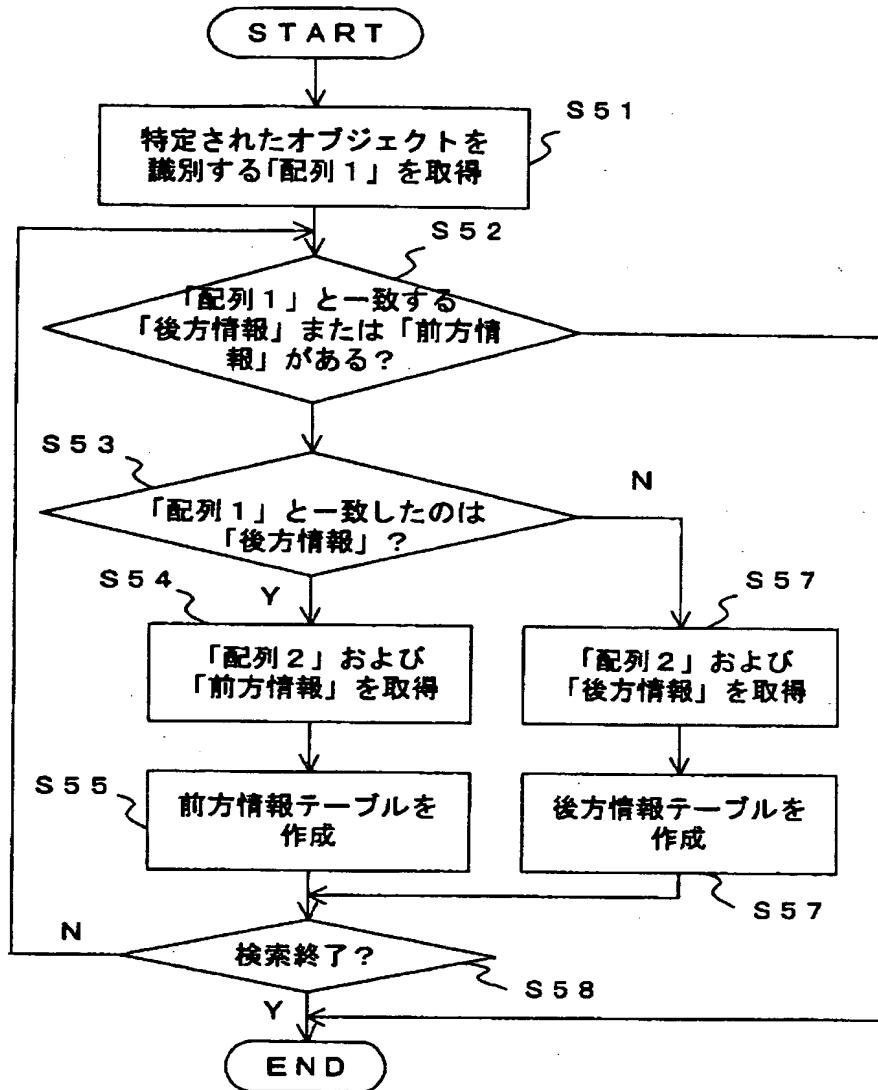 START
S51
特定されたオブジェクトを
識別する「配列1」を取得
S52
「配列1」と一致する
「後方情報」または「前方情
報」がある?
S53
N
「配列1」と一致したのは
「後方情報」?
S54
Y
S57
「配列2」および
「前方情報」を取得
「配列2」および
「後方情報」を取得
S55
前方情報テーブルを
作成
後方情報テーブルを
作成
S57
N
検索終了?
S58
Y
END